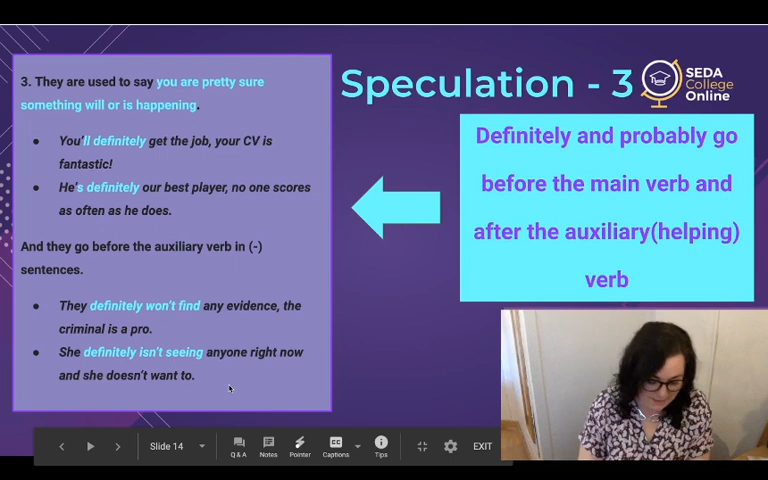 3. They are used to say you are pretty sure
something will or is happening.
● You'll definitely get the job, your CV is
fantastic!
● He's definitely our best player, no one scores
as often as he does.
And they go before the auxiliary verb in (-)
sentences.
● They definitely won't find any evidence, the
criminal is a pro.
● She definitely isn't seeing anyone right now
and she doesn't want to.
Speculation - 3
SEDA
College
Online
Definitely and probably go
before the main verb and
after the auxiliary(helping)
verb
Slide 14
Q & A
Notes
Pointer
CC
Captions
Tips
EXIT